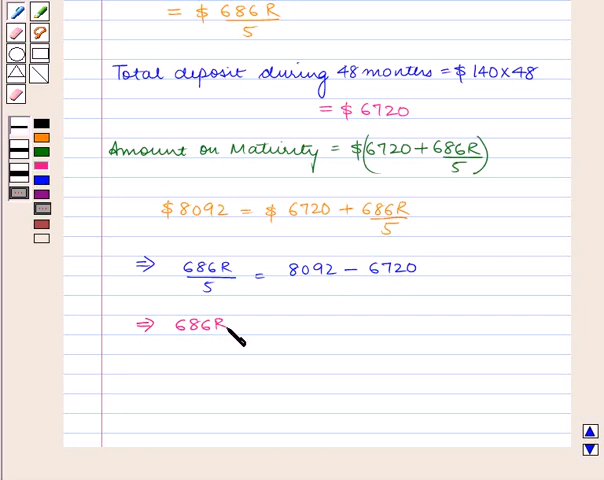 = $ 686R/5
Total deposit during 48 months = $ 140×48
= $ 6720
Amount on Maturity = $(6720 + 686R/5)
$ 8092 = $ 6720 + 686R/5
⇒ 686R/5 = 8092 − 6720
⇒ 686R